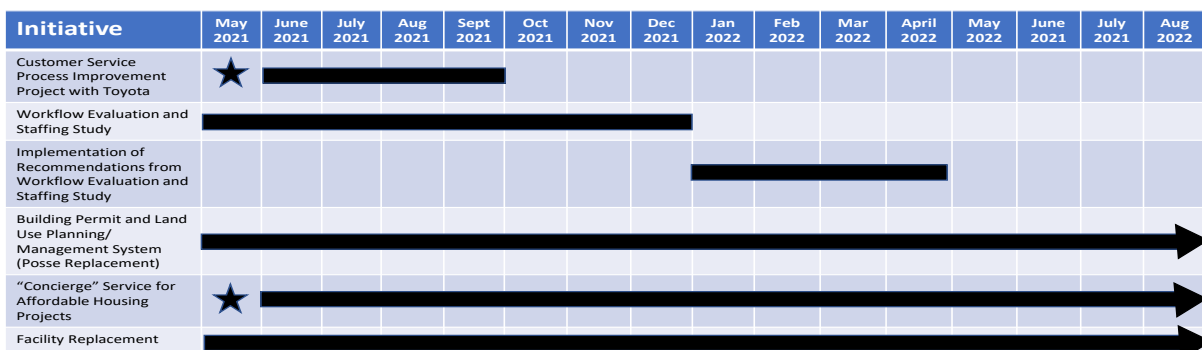 Initiative
May 2021
June 2021
July 2021
Aug 2021
Sept 2021
Oct 2021
Nov 2021
Dec 2021
Jan 2022
Feb 2022
Mar 2022
April 2022
May 2022
June 2021
July 2021
Aug 2022
Customer Service
Process Improvement
Project with Toyota
Workflow Evaluation and
Staffing Study
Implementation of
Recommendations from
Workflow Evaluation and
Staffing Study
Building Permit and Land
Use Planning/
Management System
(Posse Replacement)
“Concierge” Service for
Affordable Housing
Projects
Facility Replacement